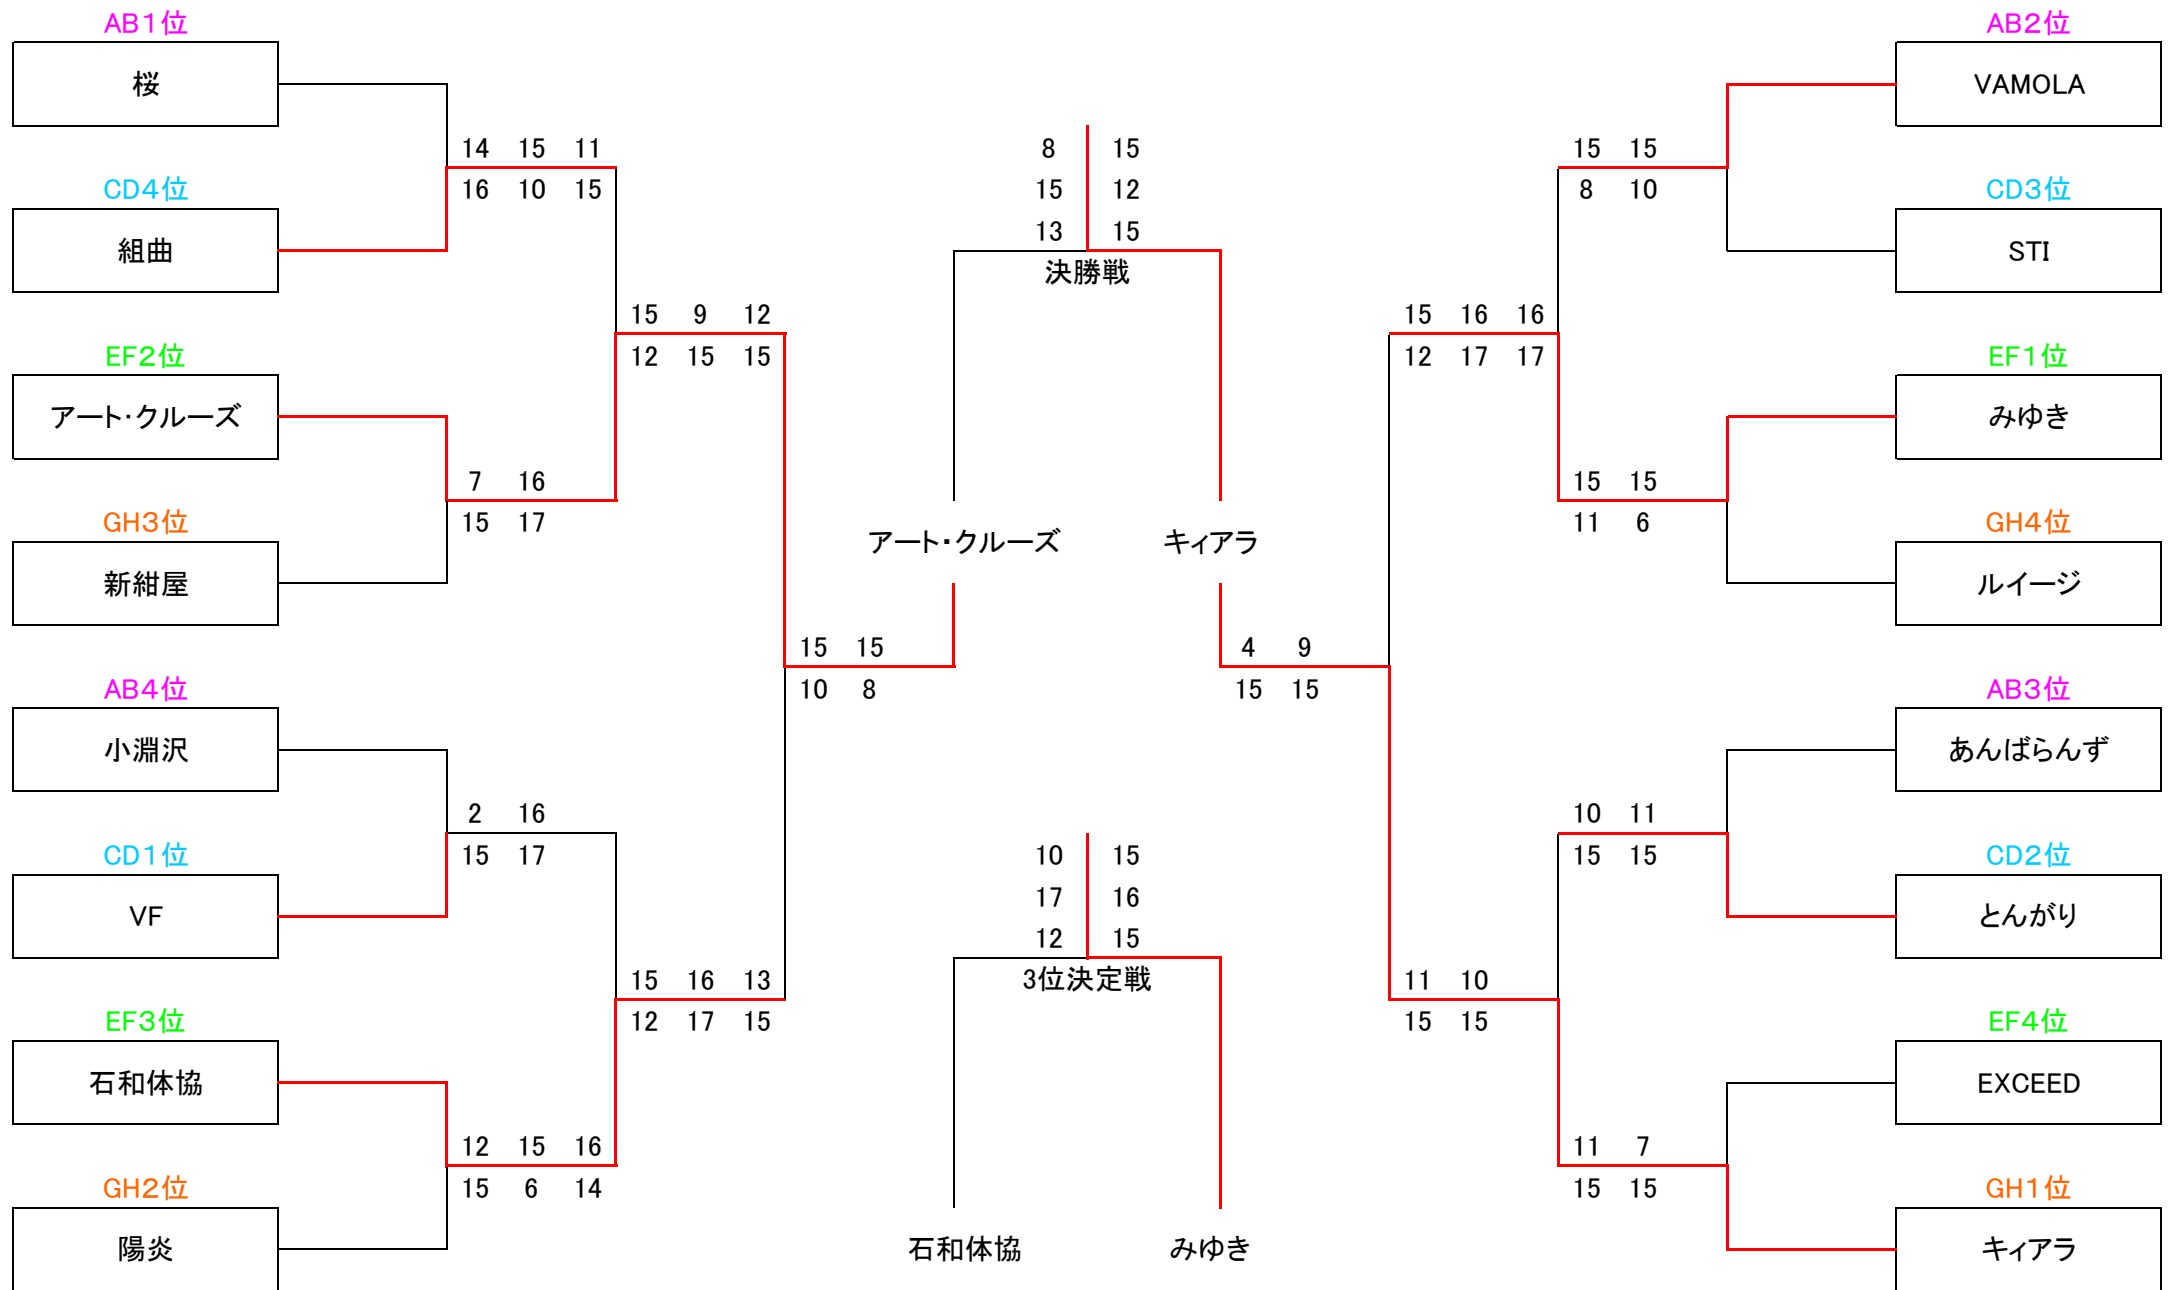 AB1位 AB2位
桜 VAMOLA
14 15 11 8 15 15 15
CD4位 16 10 15 15 12 8 10 CD3位
13 15
組曲 STI
決勝戦
15 9 12 15 16 16
EF2位 12 15 15 12 17 17 EF1位
アート・クルーズ みゆき
7 16 15 15
GH3位 15 17 11 6 GH4位
アート・クルーズ キィアラ
新紺屋 ルイージ
15 15 4 9
AB4位 10 8 15 15 AB3位
小淵沢 あんばらんず
2 16 10 11
CD1位 15 17 10 15 15 15 CD2位
17 16
VF とんがり
12 15
3位決定戦
15 16 13 11 10
EF3位 12 17 15 15 15 EF4位
石和体協 EXCEED
12 15 16 11 7
GH2位 15 6 14 15 15 GH1位
陽炎 石和体協 みゆき キィアラ